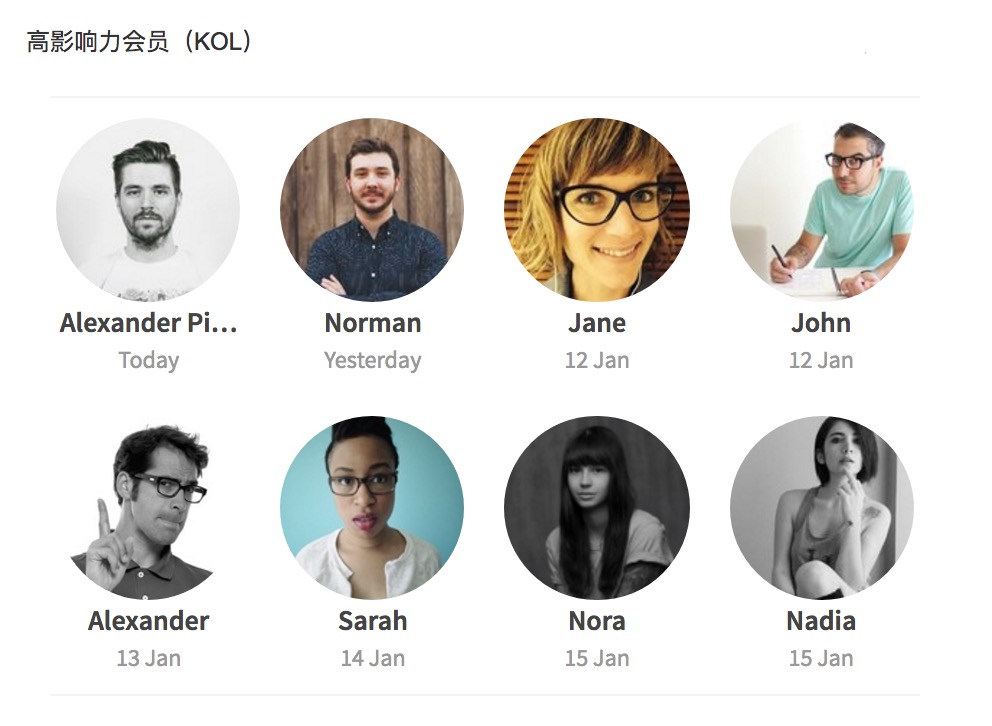 高影响力会员（KOL）
Alexander Pi… Norman Jane John
Today Yesterday 12 Jan 12 Jan
Alexander Sarah Nora Nadia
13 Jan 14 Jan 15 Jan 15 Jan